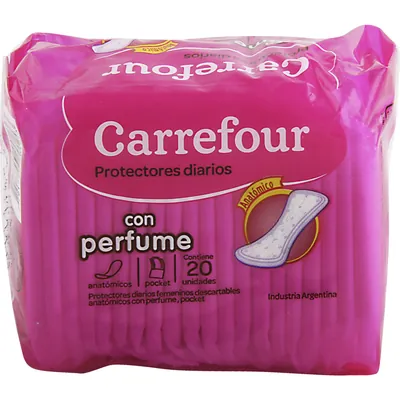 Carrefour
Carrefour
Protectores diarios
Anatómico
con
perfume
anatómicos
pocket
Contiene
20
unidades
Protectores diarios femeninos descartables
anatómicos con perfume, pocket
Industria Argentina